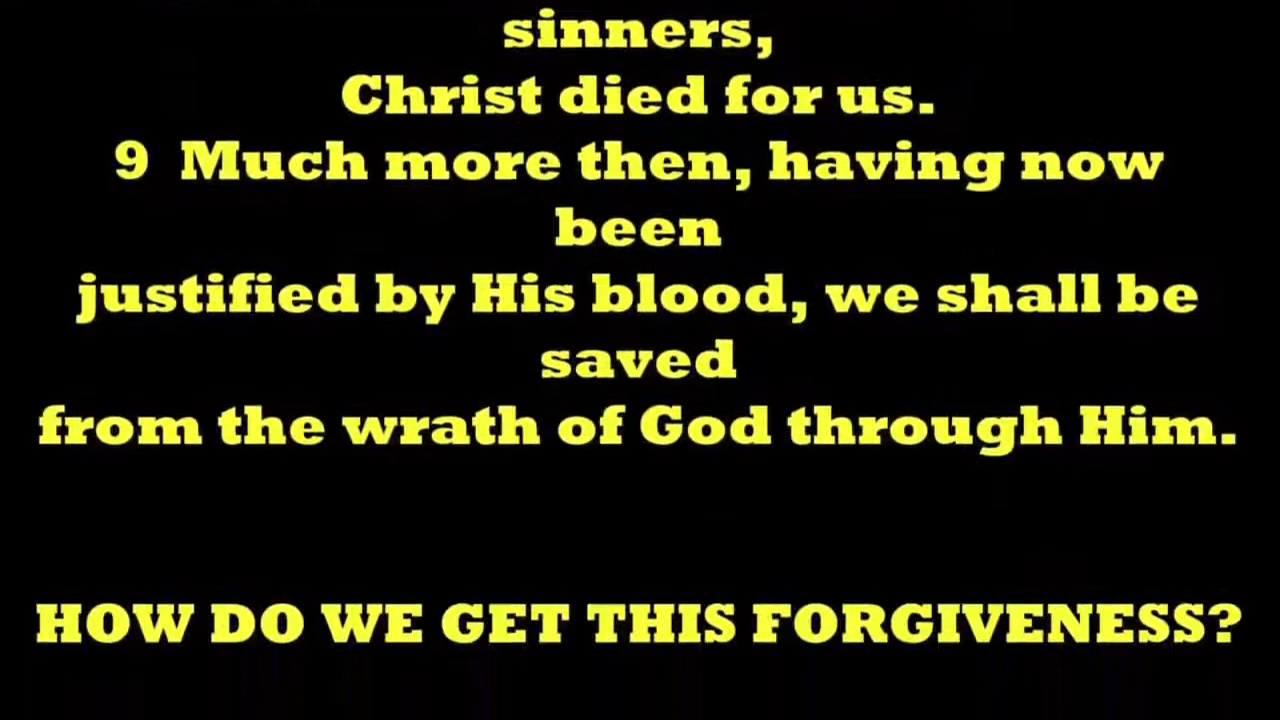 sinners,
Christ died for us.
9 Much more then, having now
been
justified by His blood, we shall be
saved
from the wrath of God through Him.
HOW DO WE GET THIS FORGIVENESS?